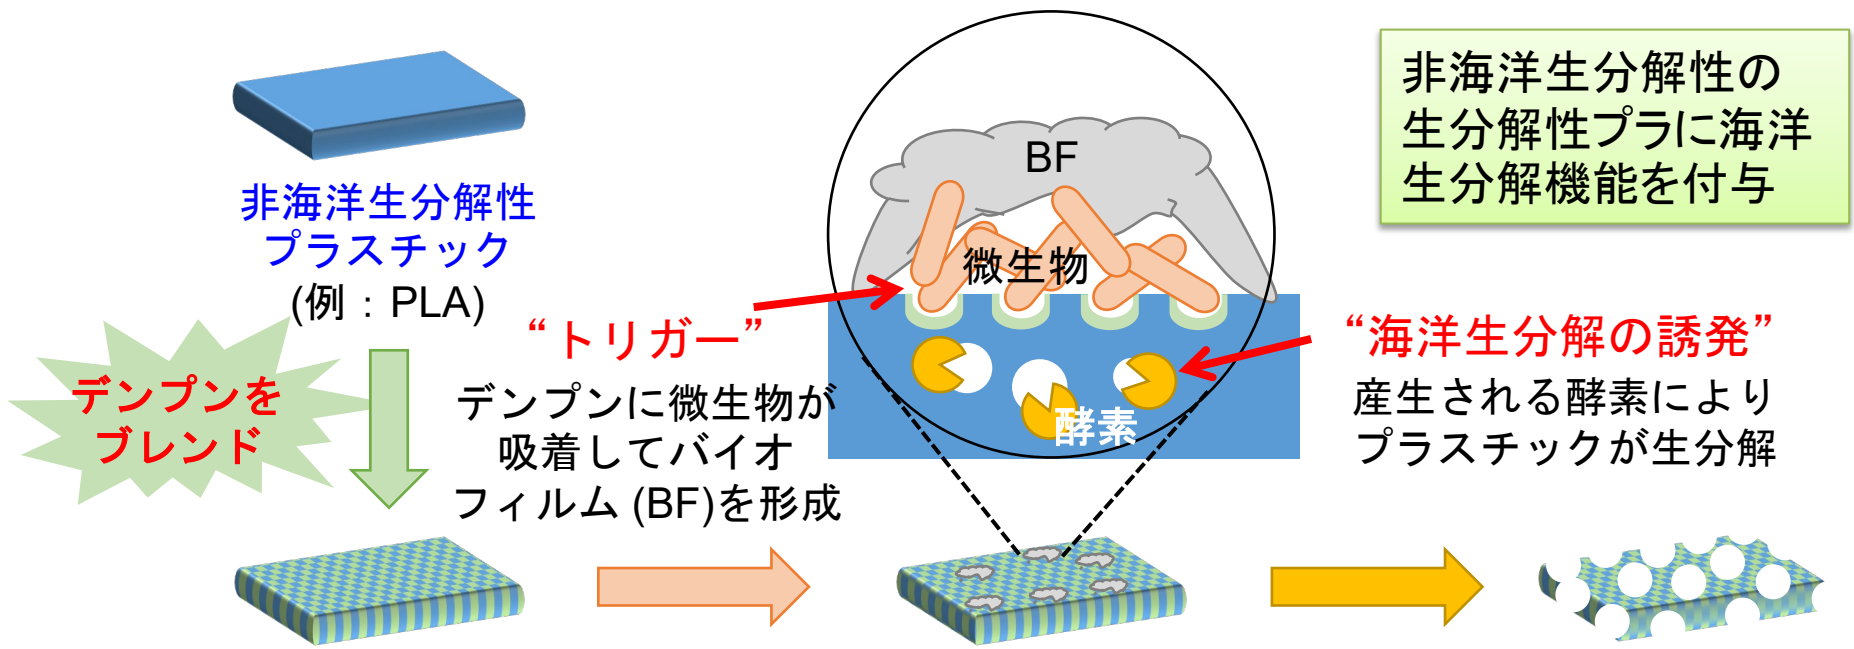 非海洋生分解性
プラスチック
(例：PLA)
デンプンを
ブレンド
“トリガー”
デンプンに微生物が
吸着してバイオ
フィルム (BF)を形成
BF
微生物
酵素
非海洋生分解性の
生分解性プラに海洋
生分解機能を付与
“海洋生分解の誘発”
産生される酵素により
プラスチックが生分解